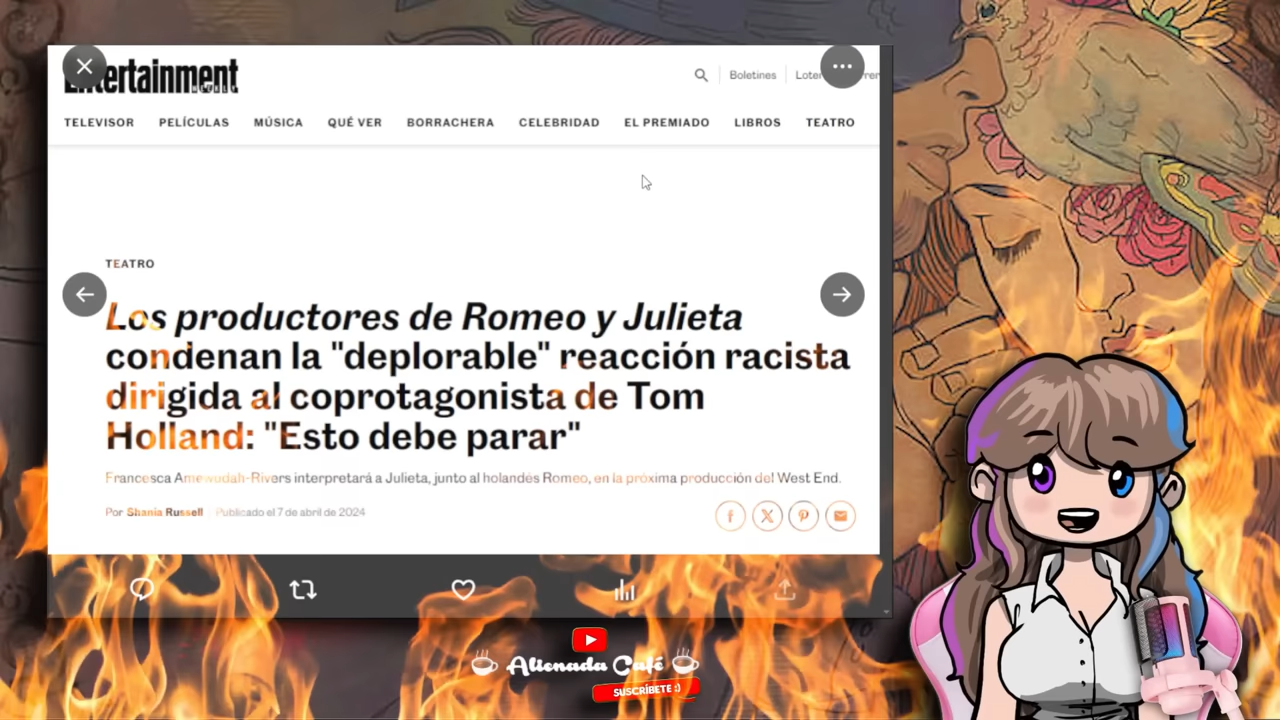 Entertainment
Boletines
TELEVISOR PELÍCULAS MÚSICA QUÉ VER BORRACHERA CELEBRIDAD EL PREMIADO LIBROS TEATRO
TEATRO
Los productores de Romeo y Julieta
condenan la "deplorable" reacción racista
dirigida al coprotagonista de Tom
Holland: "Esto debe parar"
Francesca Amewudah-Rivers interpretará a Julieta, junto al holandés Romeo, en la próxima producción del West End.
Por Shania Russell Publicado el 7 de abril de 2024
Alienada Café
SUSCRÍBETE :)